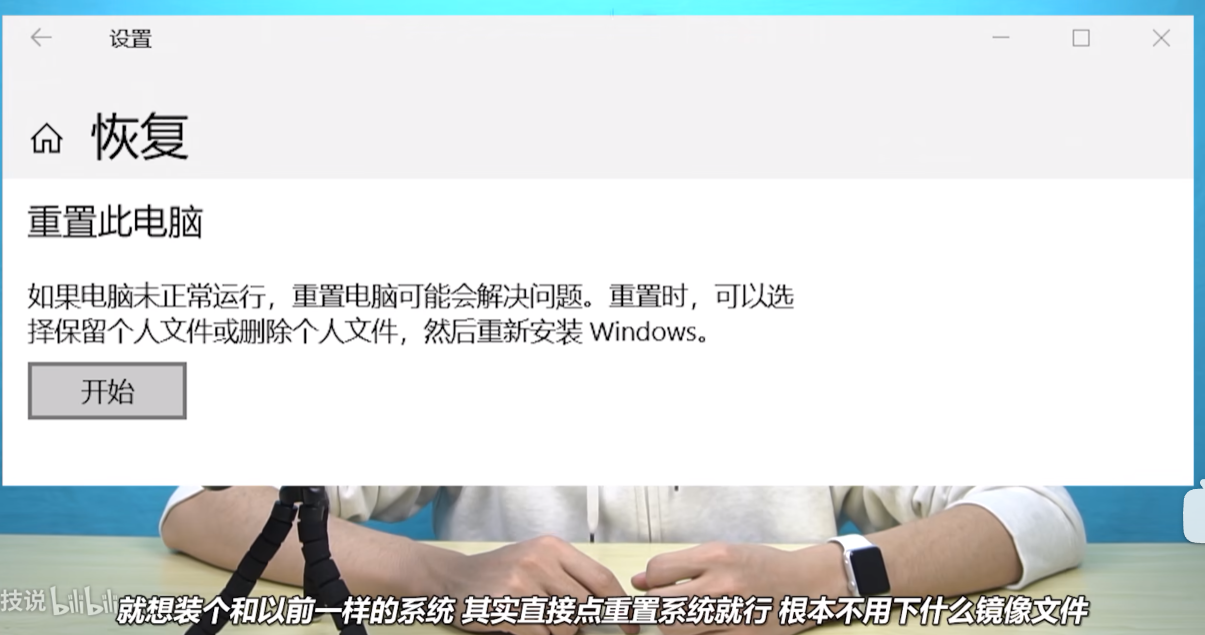 设置
恢复
重置此电脑
如果电脑未正常运行，重置电脑可能会解决问题。重置时，可以选
择保留个人文件或删除个人文件，然后重新安装 Windows。
开始
技说 bilibili
就想装个和以前一样的系统 其实直接点重置系统就行 根本不用下什么镜像文件